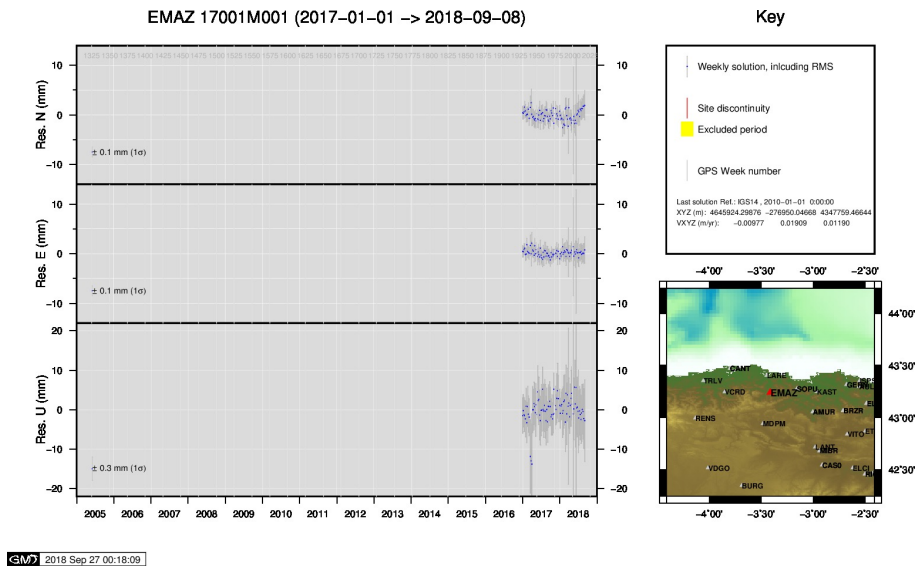 EMAZ 17001M001 (2017−01−01 −> 2018−09−08)
Key
10
0
−10
Res. N (mm)
± 0.1 mm (1σ)
10
0
−10
10
0
−10
Res. E (mm)
± 0.1 mm (1σ)
10
0
−10
20
10
0
−10
−20
Res. U (mm)
± 0.3 mm (1σ)
20
10
0
−10
−20
2005 2006 2007 2008 2009 2010 2011 2012 2013 2014 2015 2016 2017 2018
Weekly solution, inlcuding RMS
Site discontinuity
Excluded period
GPS Week number
Last solution Ref.: IGS14 , 2010−01−01 0:00:00
XYZ (m): 4645924.29876 −276950.04668 4347759.46644
VXYZ (m/yr): −0.00977 0.01909 0.01190
−4˚00' −3˚30' −3˚00' −2˚30'
44˚00'
43˚30'
43˚00'
42˚30'
CANT
LARE
TRLV
VCRD
EMAZ
SOPU
KAST
RENS
MDPM
AMUR
BRZR
VITO
LANT
VDGO
CAS0
ELCI
BURG
−4˚00' −3˚30' −3˚00' −2˚30'
GMT 2018 Sep 27 00:18:09